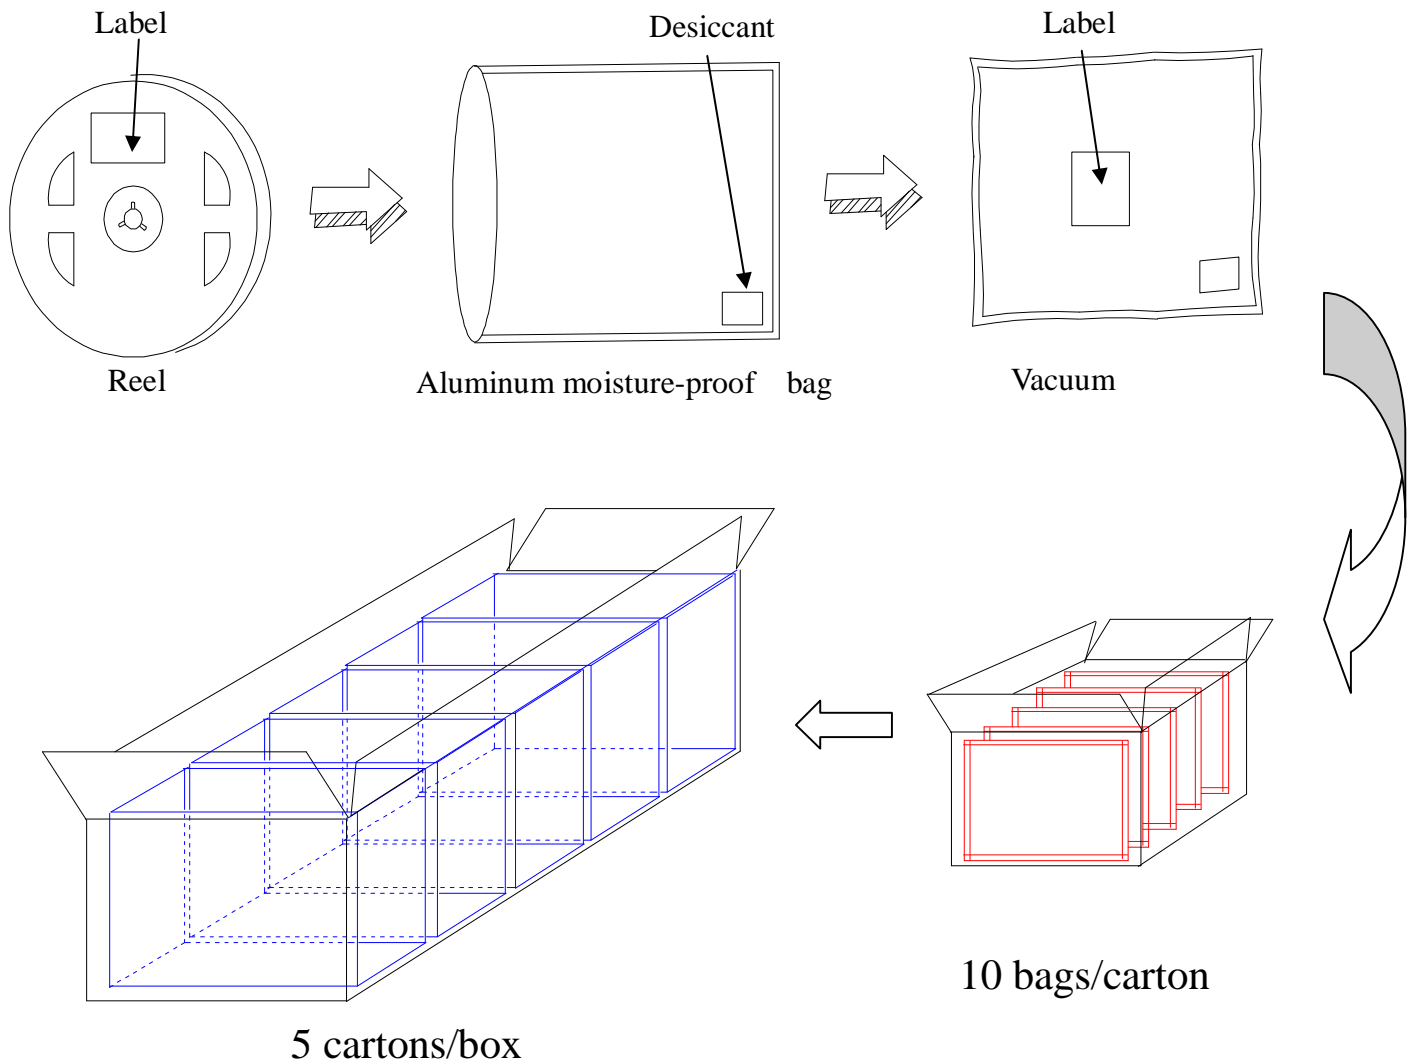 Label
Desiccant
Label
Reel
Aluminum moisture-proof bag
Vacuum
10 bags/carton
5 cartons/box